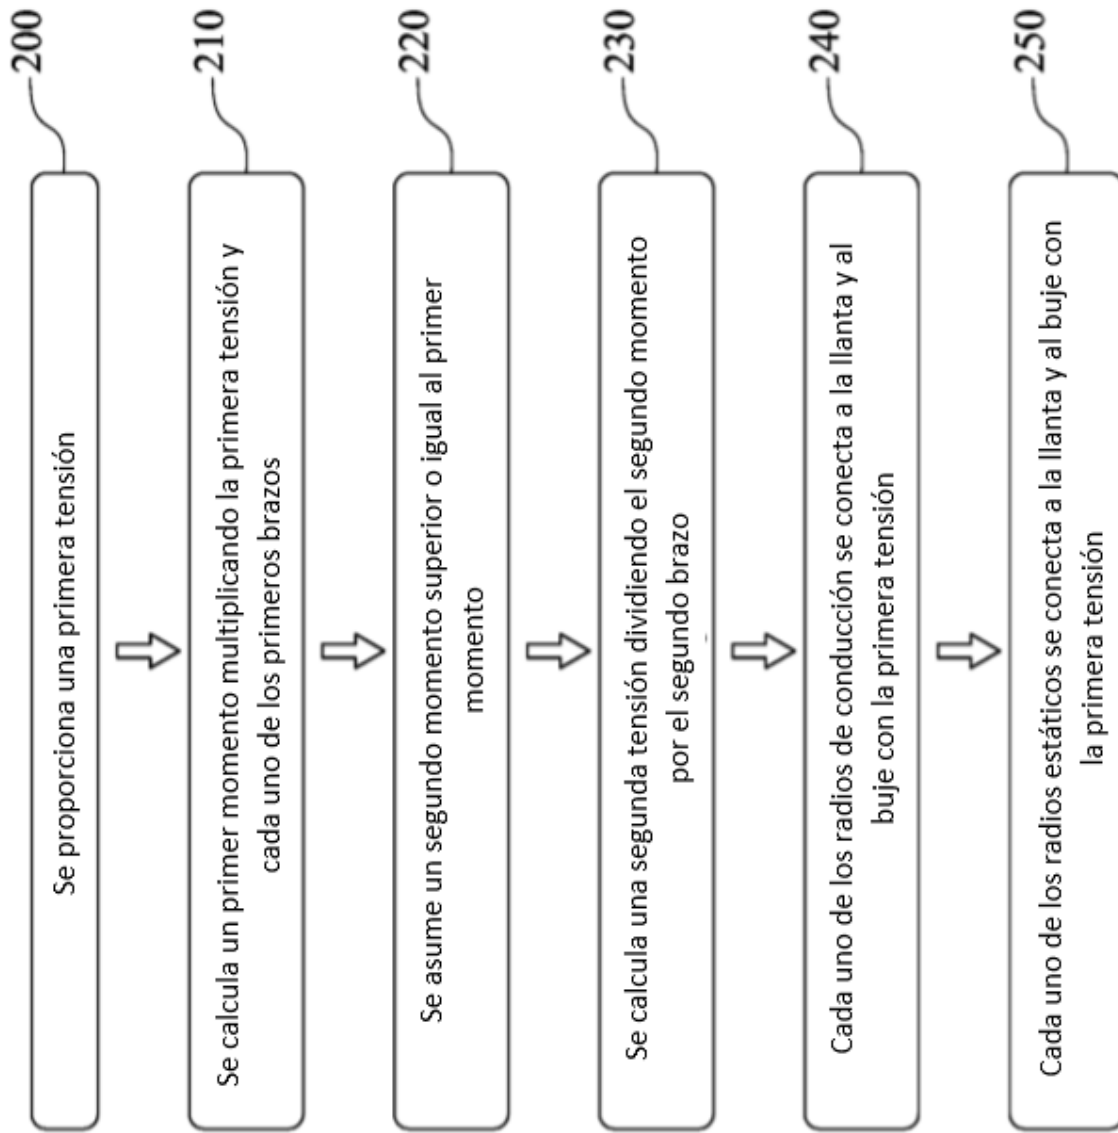 200
Se proporciona una primera tensión
210
Se calcula un primer momento multiplicando la primera tensión y
cada uno de los primeros brazos
220
Se asume un segundo momento superior o igual al primer
momento
230
Se calcula una segunda tensión dividiendo el segundo momento
por el segundo brazo
240
Cada uno de los radios de conducción se conecta a la llanta y al
buje con la primera tensión
250
Cada uno de los radios estáticos se conecta a la llanta y al buje con
la primera tensión